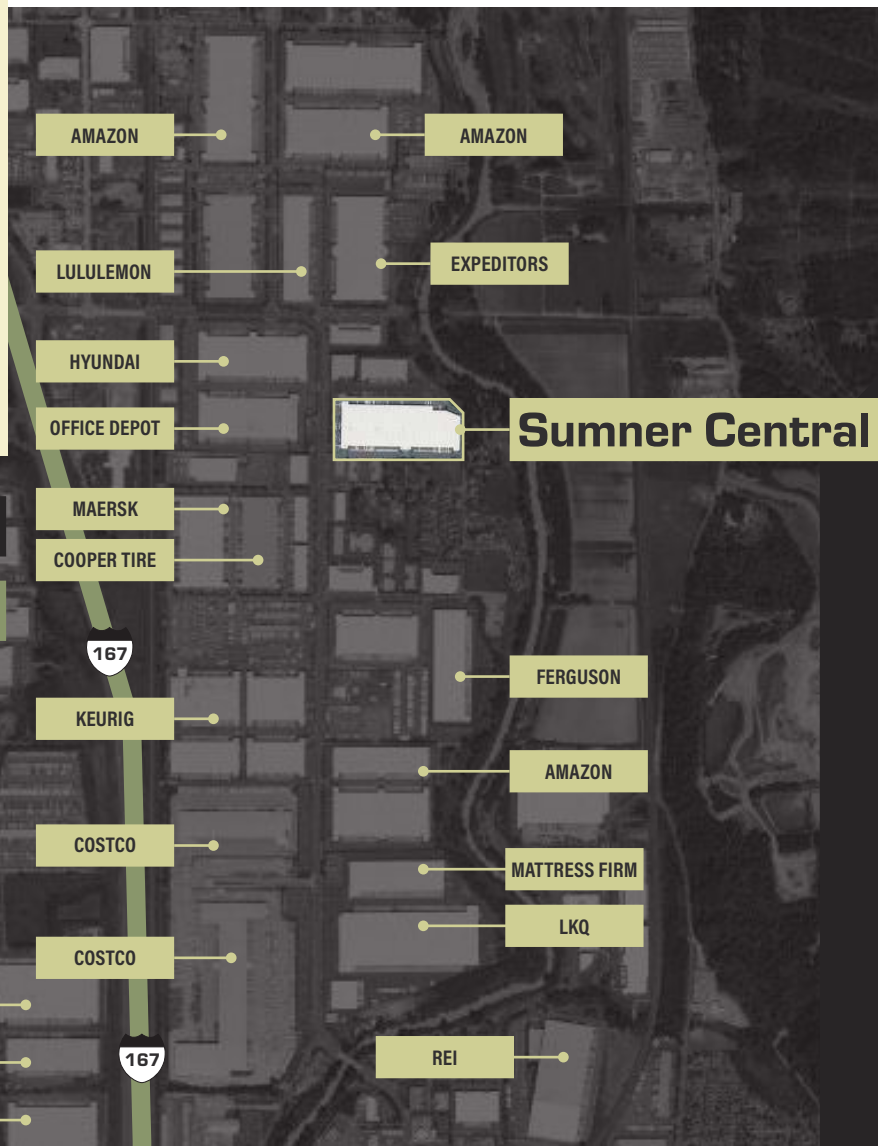 AMAZON
AMAZON
LULULEMON
EXPEDITORS
HYUNDAI
OFFICE DEPOT
Sumner Central
MAERSK
COOPER TIRE
167
FERGUSON
KEURIG
AMAZON
COSTCO
MATTRESS FIRM
LKQ
COSTCO
167
REI